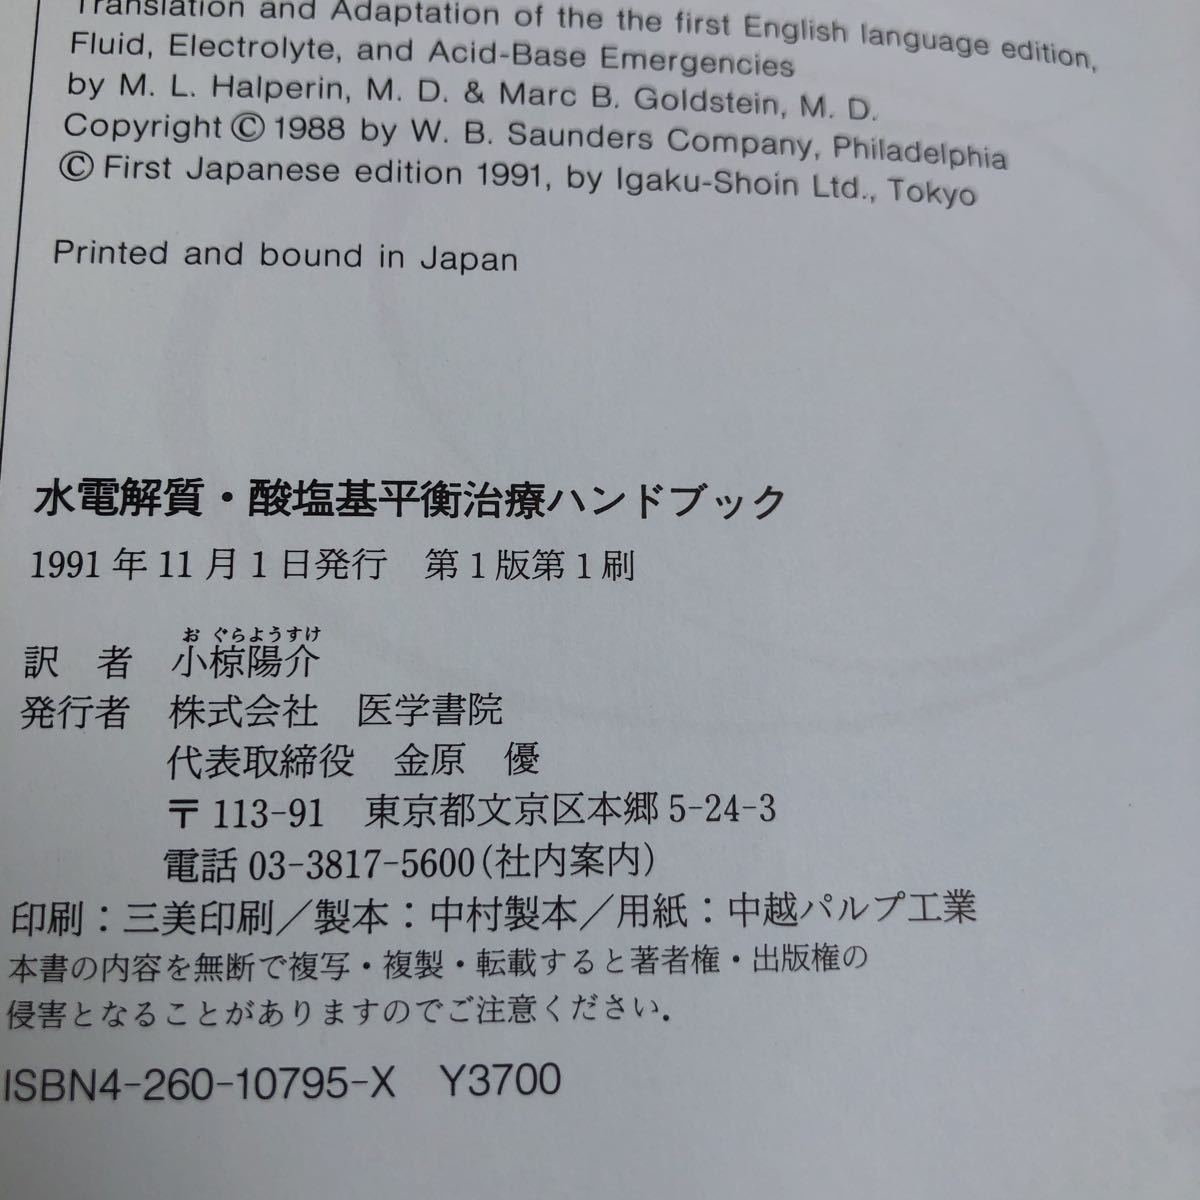 Translation and Adaptation of the the first English language edition,
Fluid, Electrolyte, and Acid-Base Emergencies
by M. L. Halperin, M. D. & Marc B. Goldstein, M. D.
Copyright © 1988 by W. B. Saunders Company, Philadelphia
© First Japanese edition 1991, by Igaku-Shoin Ltd., Tokyo
Printed and bound in Japan
水電解質・酸塩基平衡治療ハンドブック
1991年11月1日発行　第1版第1刷
お ぐらようすけ
訳　者　小椋陽介
発行者　株式会社　医学書院
代表取締役　金原　優
〒113-91　東京都文京区本郷5-24-3
電話 03-3817-5600(社内案内)
印刷：三美印刷／製本：中村製本／用紙：中越パルプ工業
本書の内容を無断で複写・複製・転載すると著者権・出版権の
侵害となることがありますのでご注意ください．
ISBN4-260-10795-X　Y3700